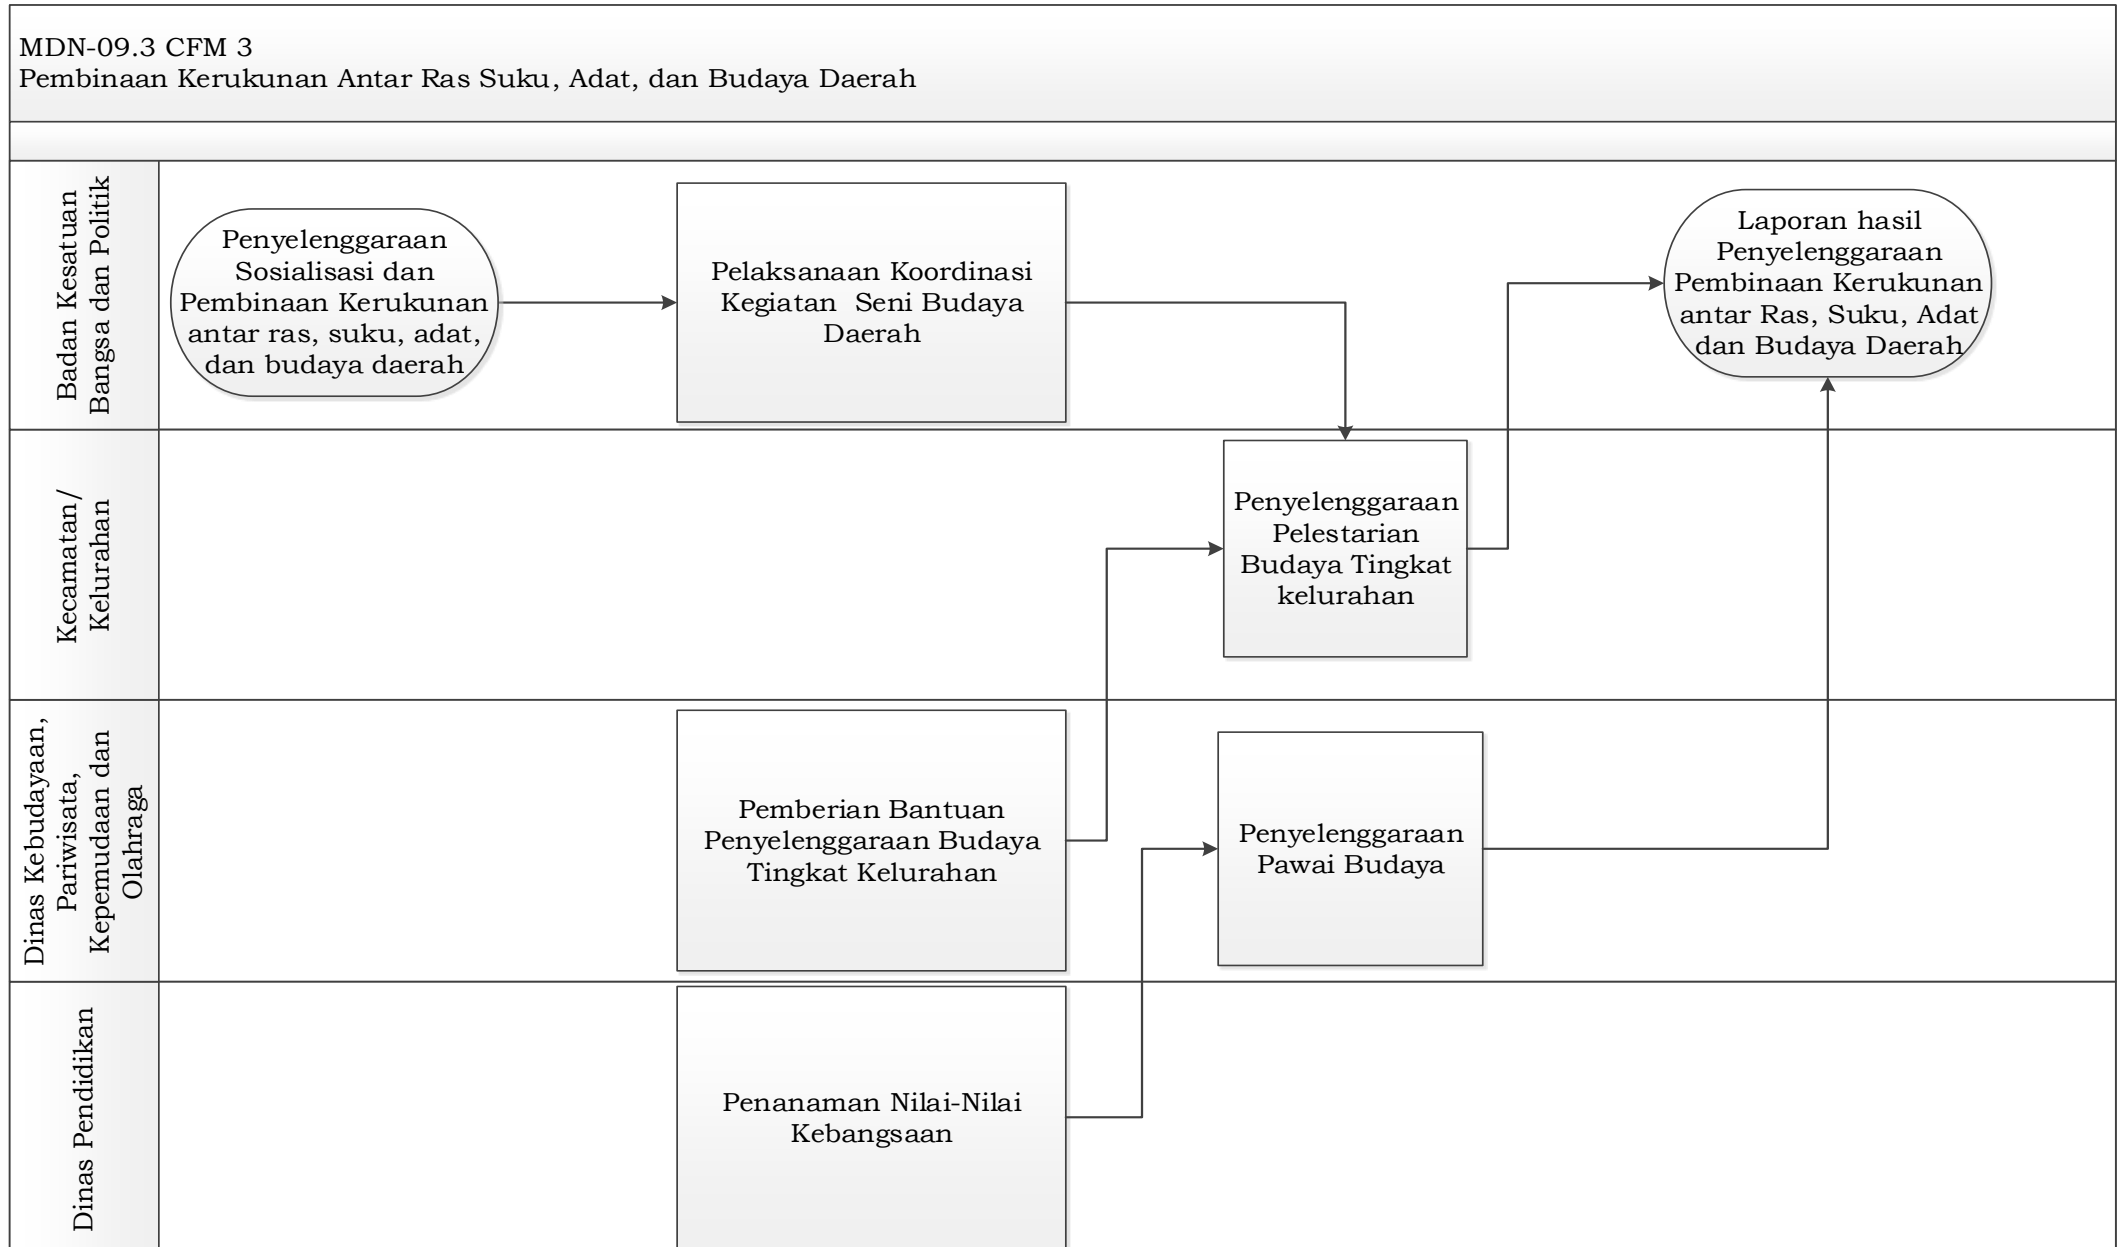 MDN-09.3 CFM 3
Pembinaan Kerukunan Antar Ras Suku, Adat, dan Budaya Daerah
Badan Kesatuan
Bangsa dan Politik
Penyelenggaraan
Sosialisasi dan
Pembinaan Kerukunan
antar ras, suku, adat,
dan budaya daerah
Pelaksanaan Koordinasi
Kegiatan  Seni Budaya
Daerah
Laporan hasil
Penyelenggaraan
Pembinaan Kerukunan
antar Ras, Suku, Adat
dan Budaya Daerah
Kecamatan/
Kelurahan
Penyelenggaraan
Pelestarian
Budaya Tingkat
kelurahan
Dinas Kebudayaan,
Pariwisata,
Kepemudaan dan
Olahraga
Pemberian Bantuan
Penyelenggaraan Budaya
Tingkat Kelurahan
Penyelenggaraan
Pawai Budaya
Dinas Pendidikan
Penanaman Nilai-Nilai
Kebangsaan